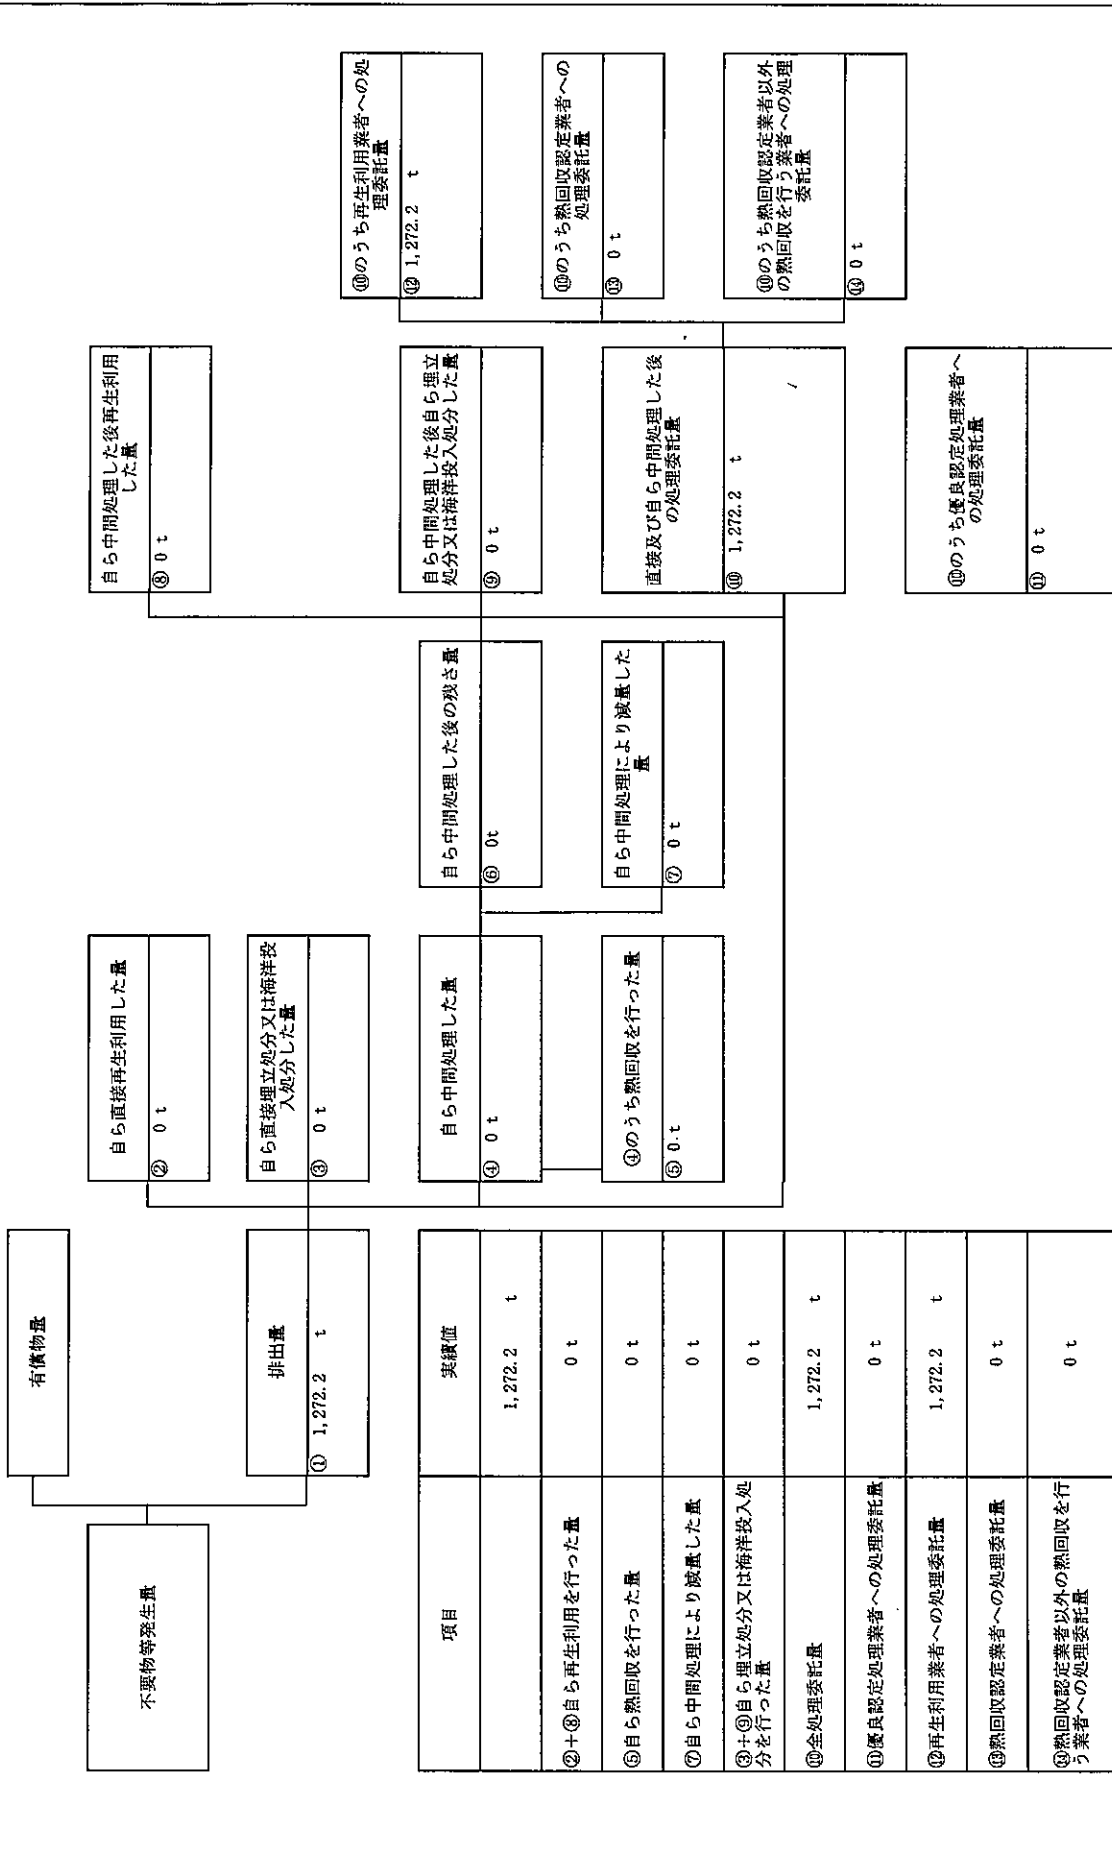 有償物量
不要物等発生量
排出量
① 1,272.2 t
自ら直接再生利用した量
② 0 t
自ら直接埋立処分又は海洋投
入処分した量
③ 0 t
自ら中間処理した量
④ 0 t
④のうち熱回収を行った量
⑤ 0.t
自ら中間処理した後の残さ量
⑥ 0t
自ら中間処理により減量した
量
⑦ 0 t
自ら中間処理した後再生利用
した量
⑧ 0 t
自ら中間処理した後自ら埋立
処分又は海洋投入処分した量
⑨ 0 t
直接及び自ら中間処理した後
の処理委託量
⑩ 1,272.2 t
⑩のうち優良認定処理業者へ
の処理委託量
⑪ 0 t
⑩のうち再生利用業者への処
理委託量
⑫ 1,272.2 t
⑩のうち熱回収認定業者への
処理委託量
⑬ 0 t
⑩のうち熱回収認定業者以外
の熱回収を行う業者への処理
委託量
⑭ 0 t
項目 実績値
1,272.2 t
②+⑧自ら再生利用を行った量 0 t
⑤自ら熱回収を行った量 0 t
⑦自ら中間処理により減量した量 0 t
③+⑨自ら埋立処分又は海洋投入処
分を行った量 0 t
⑩全処理委託量 1,272.2 t
⑪優良認定処理業者への処理委託量 0 t
⑫再生利用業者への処理委託量 1,272.2 t
⑬熱回収認定業者への処理委託量 0 t
⑭熱回収認定業者以外の熱回収を行
う業者への処理委託量 0 t